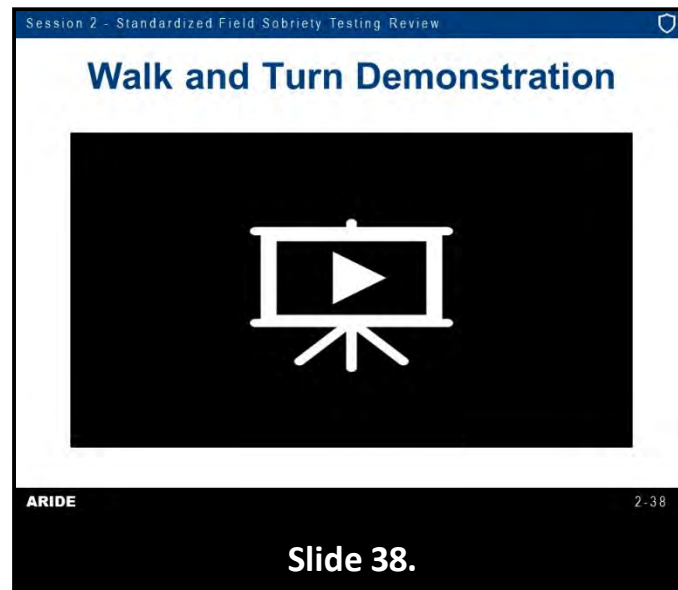 Session 2 - Standardized Field Sobriety Testing Review
Walk and Turn Demonstration
ARIDE
2-38
Slide 38.